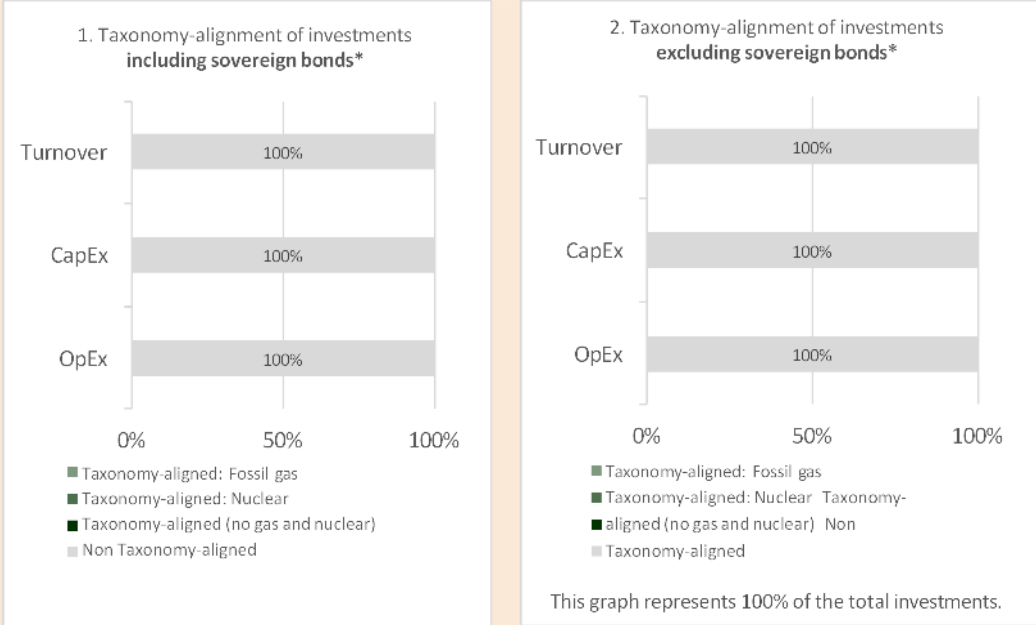 1. Taxonomy-alignment of investments
including sovereign bonds*
Turnover
100%
CapEx
100%
OpEx
100%
0% 50% 100%
Taxonomy-aligned: Fossil gas
Taxonomy-aligned: Nuclear
Taxonomy-aligned (no gas and nuclear)
Non Taxonomy-aligned
2. Taxonomy-alignment of investments
excluding sovereign bonds*
Turnover
100%
CapEx
100%
OpEx
100%
0% 50% 100%
Taxonomy-aligned: Fossil gas
Taxonomy-aligned: Nuclear Taxonomy-
aligned (no gas and nuclear) Non
Taxonomy-aligned
This graph represents 100% of the total investments.